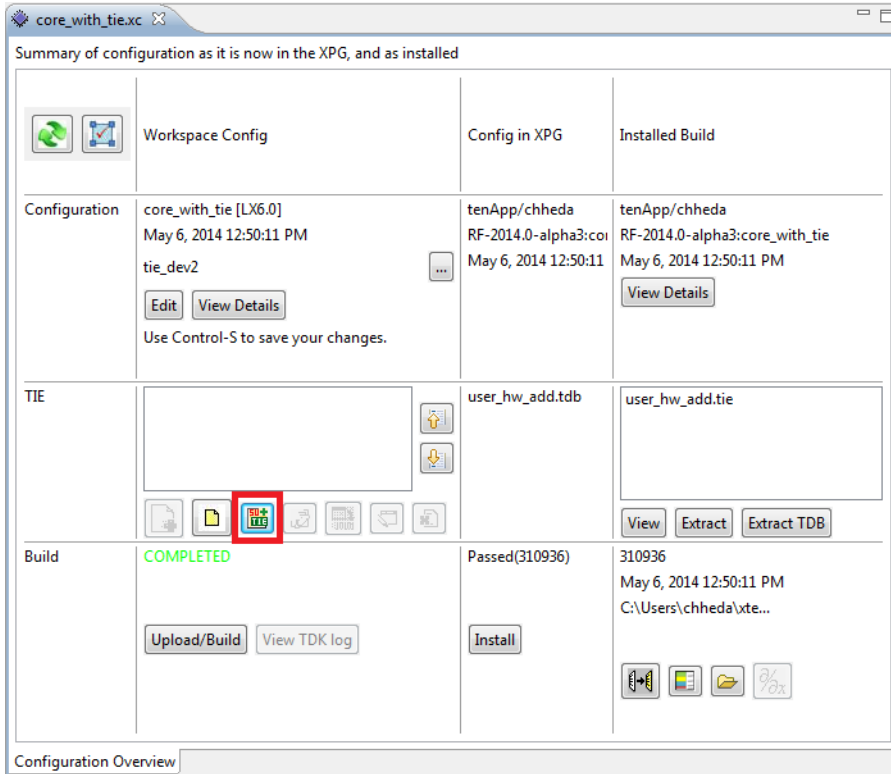 core_with_tie.xc
Summary of configuration as it is now in the XPG, and as installed
Workspace Config
Config in XPG
Installed Build
Configuration
core_with_tie [LX6.0]
May 6, 2014 12:50:11 PM
tie_dev2
...
Edit
View Details
Use Control-S to save your changes.
tenApp/chheda
RF-2014.0-alpha3:co
May 6, 2014 12:50:11
tenApp/chheda
RF-2014.0-alpha3:core_with_tie
May 6, 2014 12:50:11 PM
View Details
TIE
user_hw_add.tdb
user_hw_add.tie
View
Extract
Extract TDB
Build
COMPLETED
Upload/Build
View TDK log
Passed(310936)
Install
310936
May 6, 2014 12:50:11 PM
C:\Users\chheda\xte...
Configuration Overview